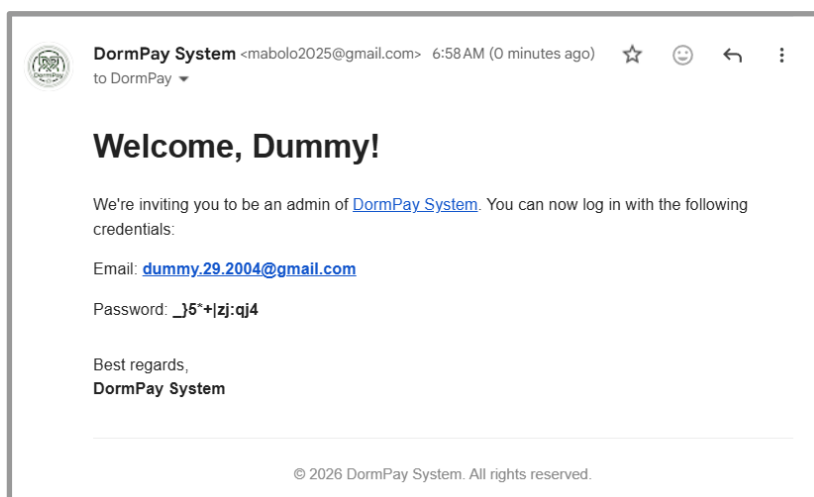 DormPay System <mabolo2025@gmail.com> 6:58 AM (0 minutes ago)
to DormPay
Welcome, Dummy!
We're inviting you to be an admin of DormPay System. You can now log in with the following
credentials:
Email: dummy.29.2004@gmail.com
Password: _}5*+|zj:qj4
Best regards,
DormPay System
© 2026 DormPay System. All rights reserved.